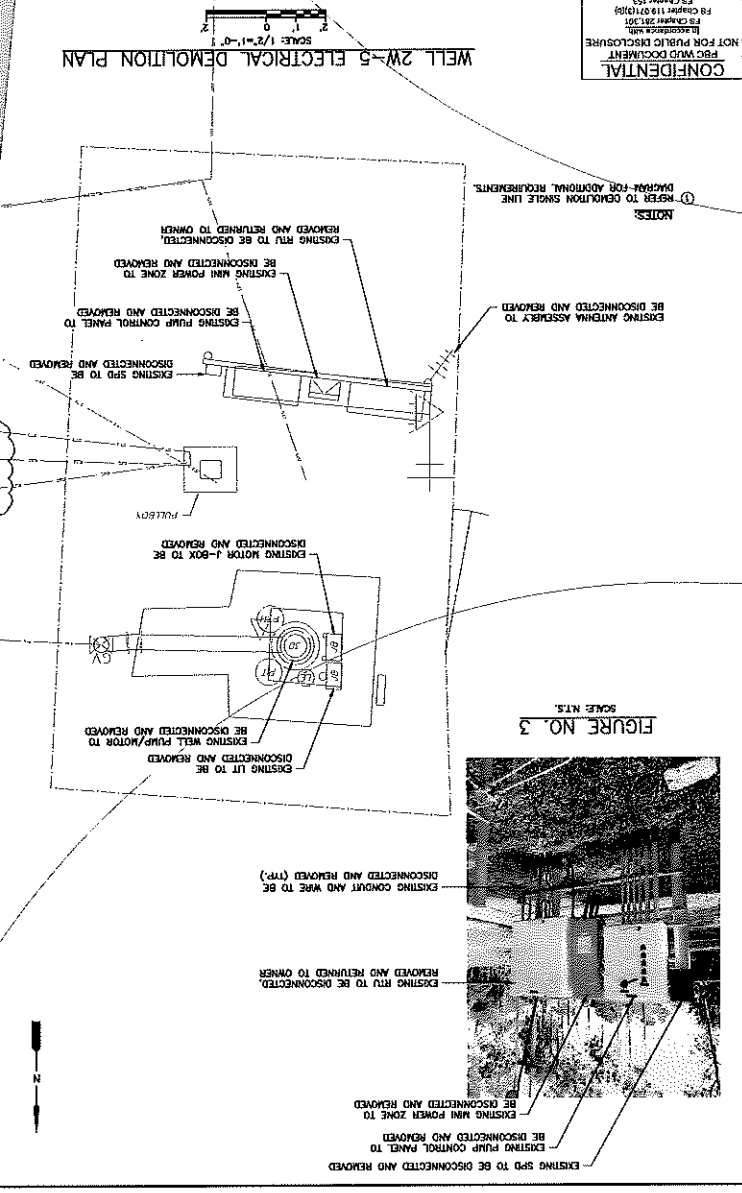 EXISTING SPD TO BE DISCONNECTED AND REMOVED
EXISTING PUMP CONTROL PANEL TO
BE DISCONNECTED AND REMOVED
EXISTING MINI POWER ZONE TO
BE DISCONNECTED AND REMOVED
N
EXISTING RTU TO BE DISCONNECTED,
REMOVED AND RETURNED TO OWNER
EXISTING CONDUIT AND WIRE TO BE
DISCONNECTED AND REMOVED (TYP.)
FIGURE NO. 3
SCALE: N.T.S.
EXISTING LIT TO BE
DISCONNECTED AND REMOVED
EXISTING WELL PUMP/MOTOR TO
BE DISCONNECTED AND REMOVED
GV
PIT
LE
EXISTING MOTOR J-BOX TO BE
DISCONNECTED AND REMOVED
PULLBOX
EXISTING SPD TO BE
DISCONNECTED AND REMOVED
EXISTING PUMP CONTROL PANEL TO
BE DISCONNECTED AND REMOVED
EXISTING MINI POWER ZONE TO
BE DISCONNECTED AND REMOVED
EXISTING RTU TO BE DISCONNECTED,
REMOVED AND RETURNED TO OWNER
EXISTING ANTENNA ASSEMBLY TO
BE DISCONNECTED AND REMOVED
NOTES:
1 REFER TO DEMOLITION SINGLE LINE
DIAGRAM FOR ADDITIONAL REQUIREMENTS.
WELL 2W-5 ELECTRICAL DEMOLITION PLAN
SCALE: 1/2"=1'-0"
2' 1' 0 2'
CONFIDENTIAL
PBC WUD DOCUMENT
NOT FOR PUBLIC DISCLOSURE
In accordance with
FS Chapter 281.301
FS Chapter 119.071(3)(b)